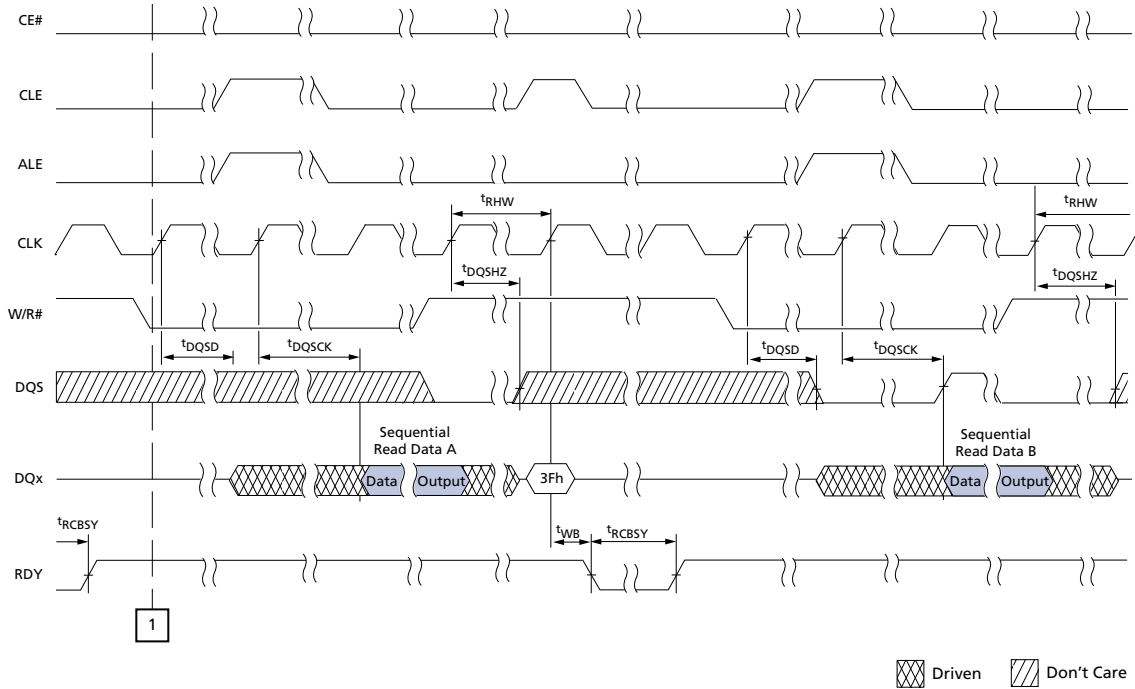 CE#
CLE
ALE
tRHW
tRHW
CLK
tDQSHZ
tDQSHZ
W/R#
tDQSD
tDQSCK
tDQSD
tDQSCK
DQS
Sequential
Read Data A
Sequential
Read Data B
DQx
Data
Output
3Fh
Data
Output
tRCBSY
tWB
tRCBSY
RDY
1
Driven
Don't Care